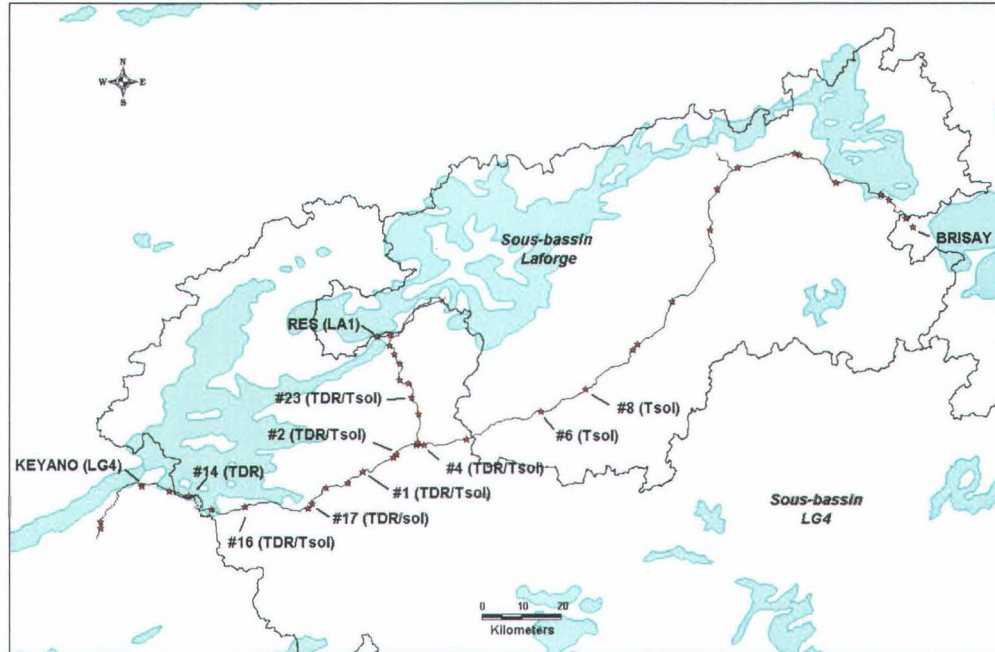 N
W E
S
Sous-bassin
Laforge
BRISAY
RES (LA1)
#23 (TDR/Tsol)
#8 (Tsol)
#2 (TDR/Tsol)
#6 (Tsol)
#4 (TDR/Tsol)
KEYANO (LG4)
#14 (TDR)
#1 (TDR/Tsol)
#17 (TDR/sol)
#16 (TDR/Tsol)
Sous-bassin
LG4
0 10 20
Kilometers